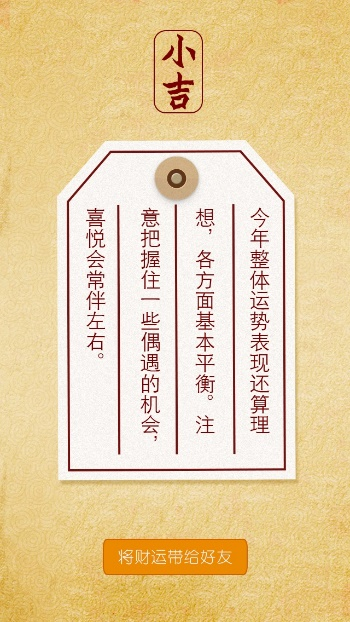 小吉
今年整体运势表现还算理
想，各方面基本平衡。注
意把握住一些偶遇的机会，
喜悦会常伴左右。
将财运带给好友